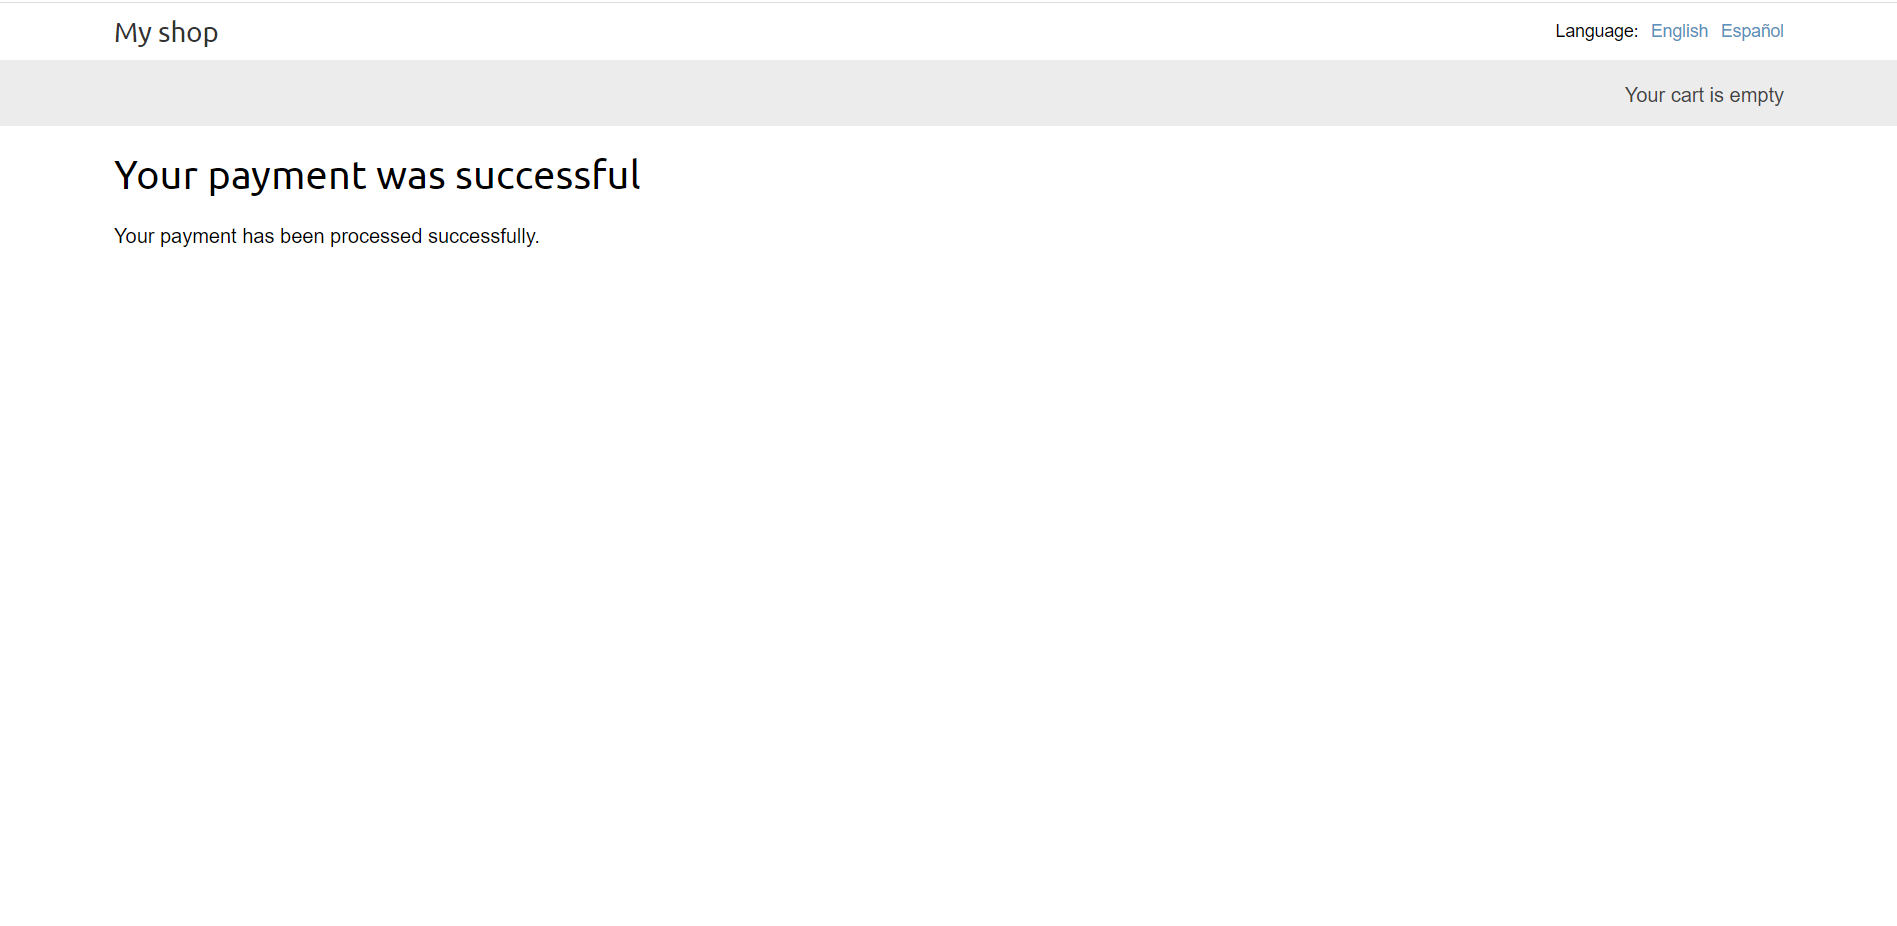 My shop
Language: English Español
Your cart is empty
Your payment was successful
Your payment has been processed successfully.